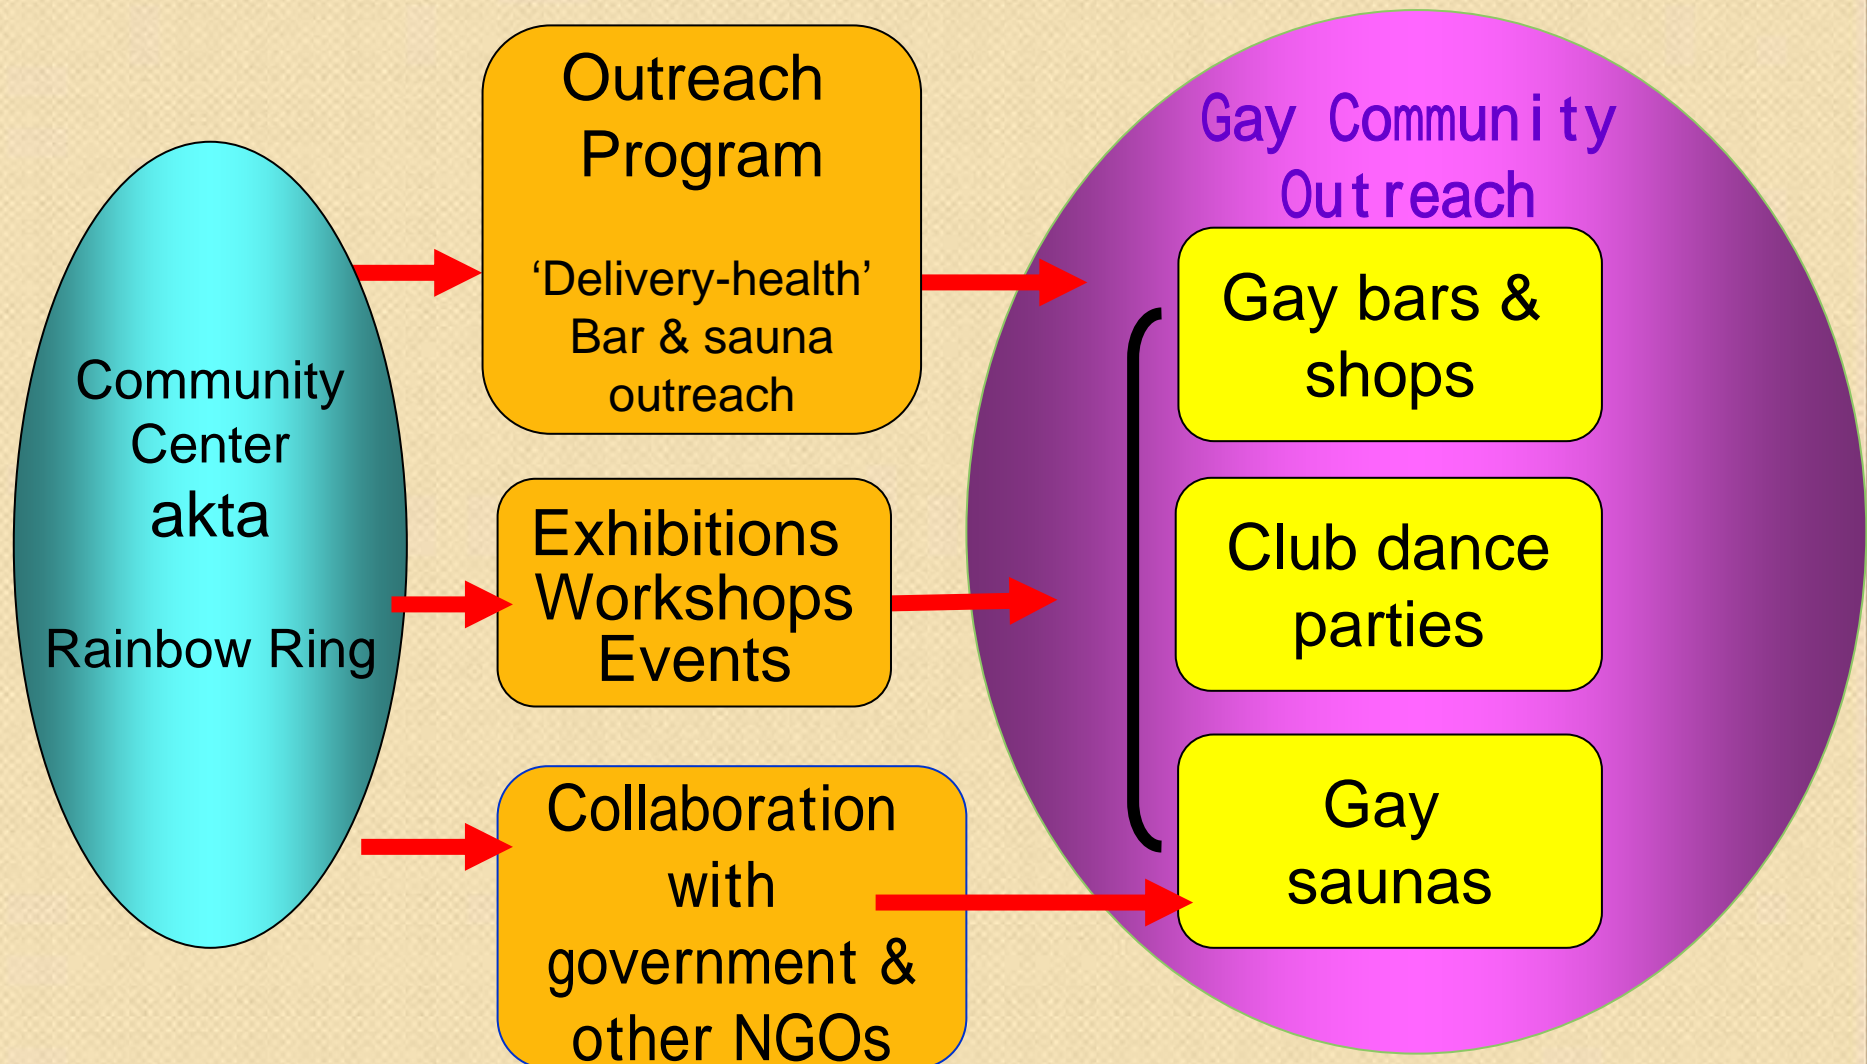 Community
Center
akta
Rainbow Ring
Outreach
Program
‘Delivery-health’
Bar & sauna
outreach
Exhibitions
Workshops
Events
Collaboration
with
government &
other NGOs
Gay Community
Outreach
Gay bars &
shops
Club dance
parties
Gay
saunas